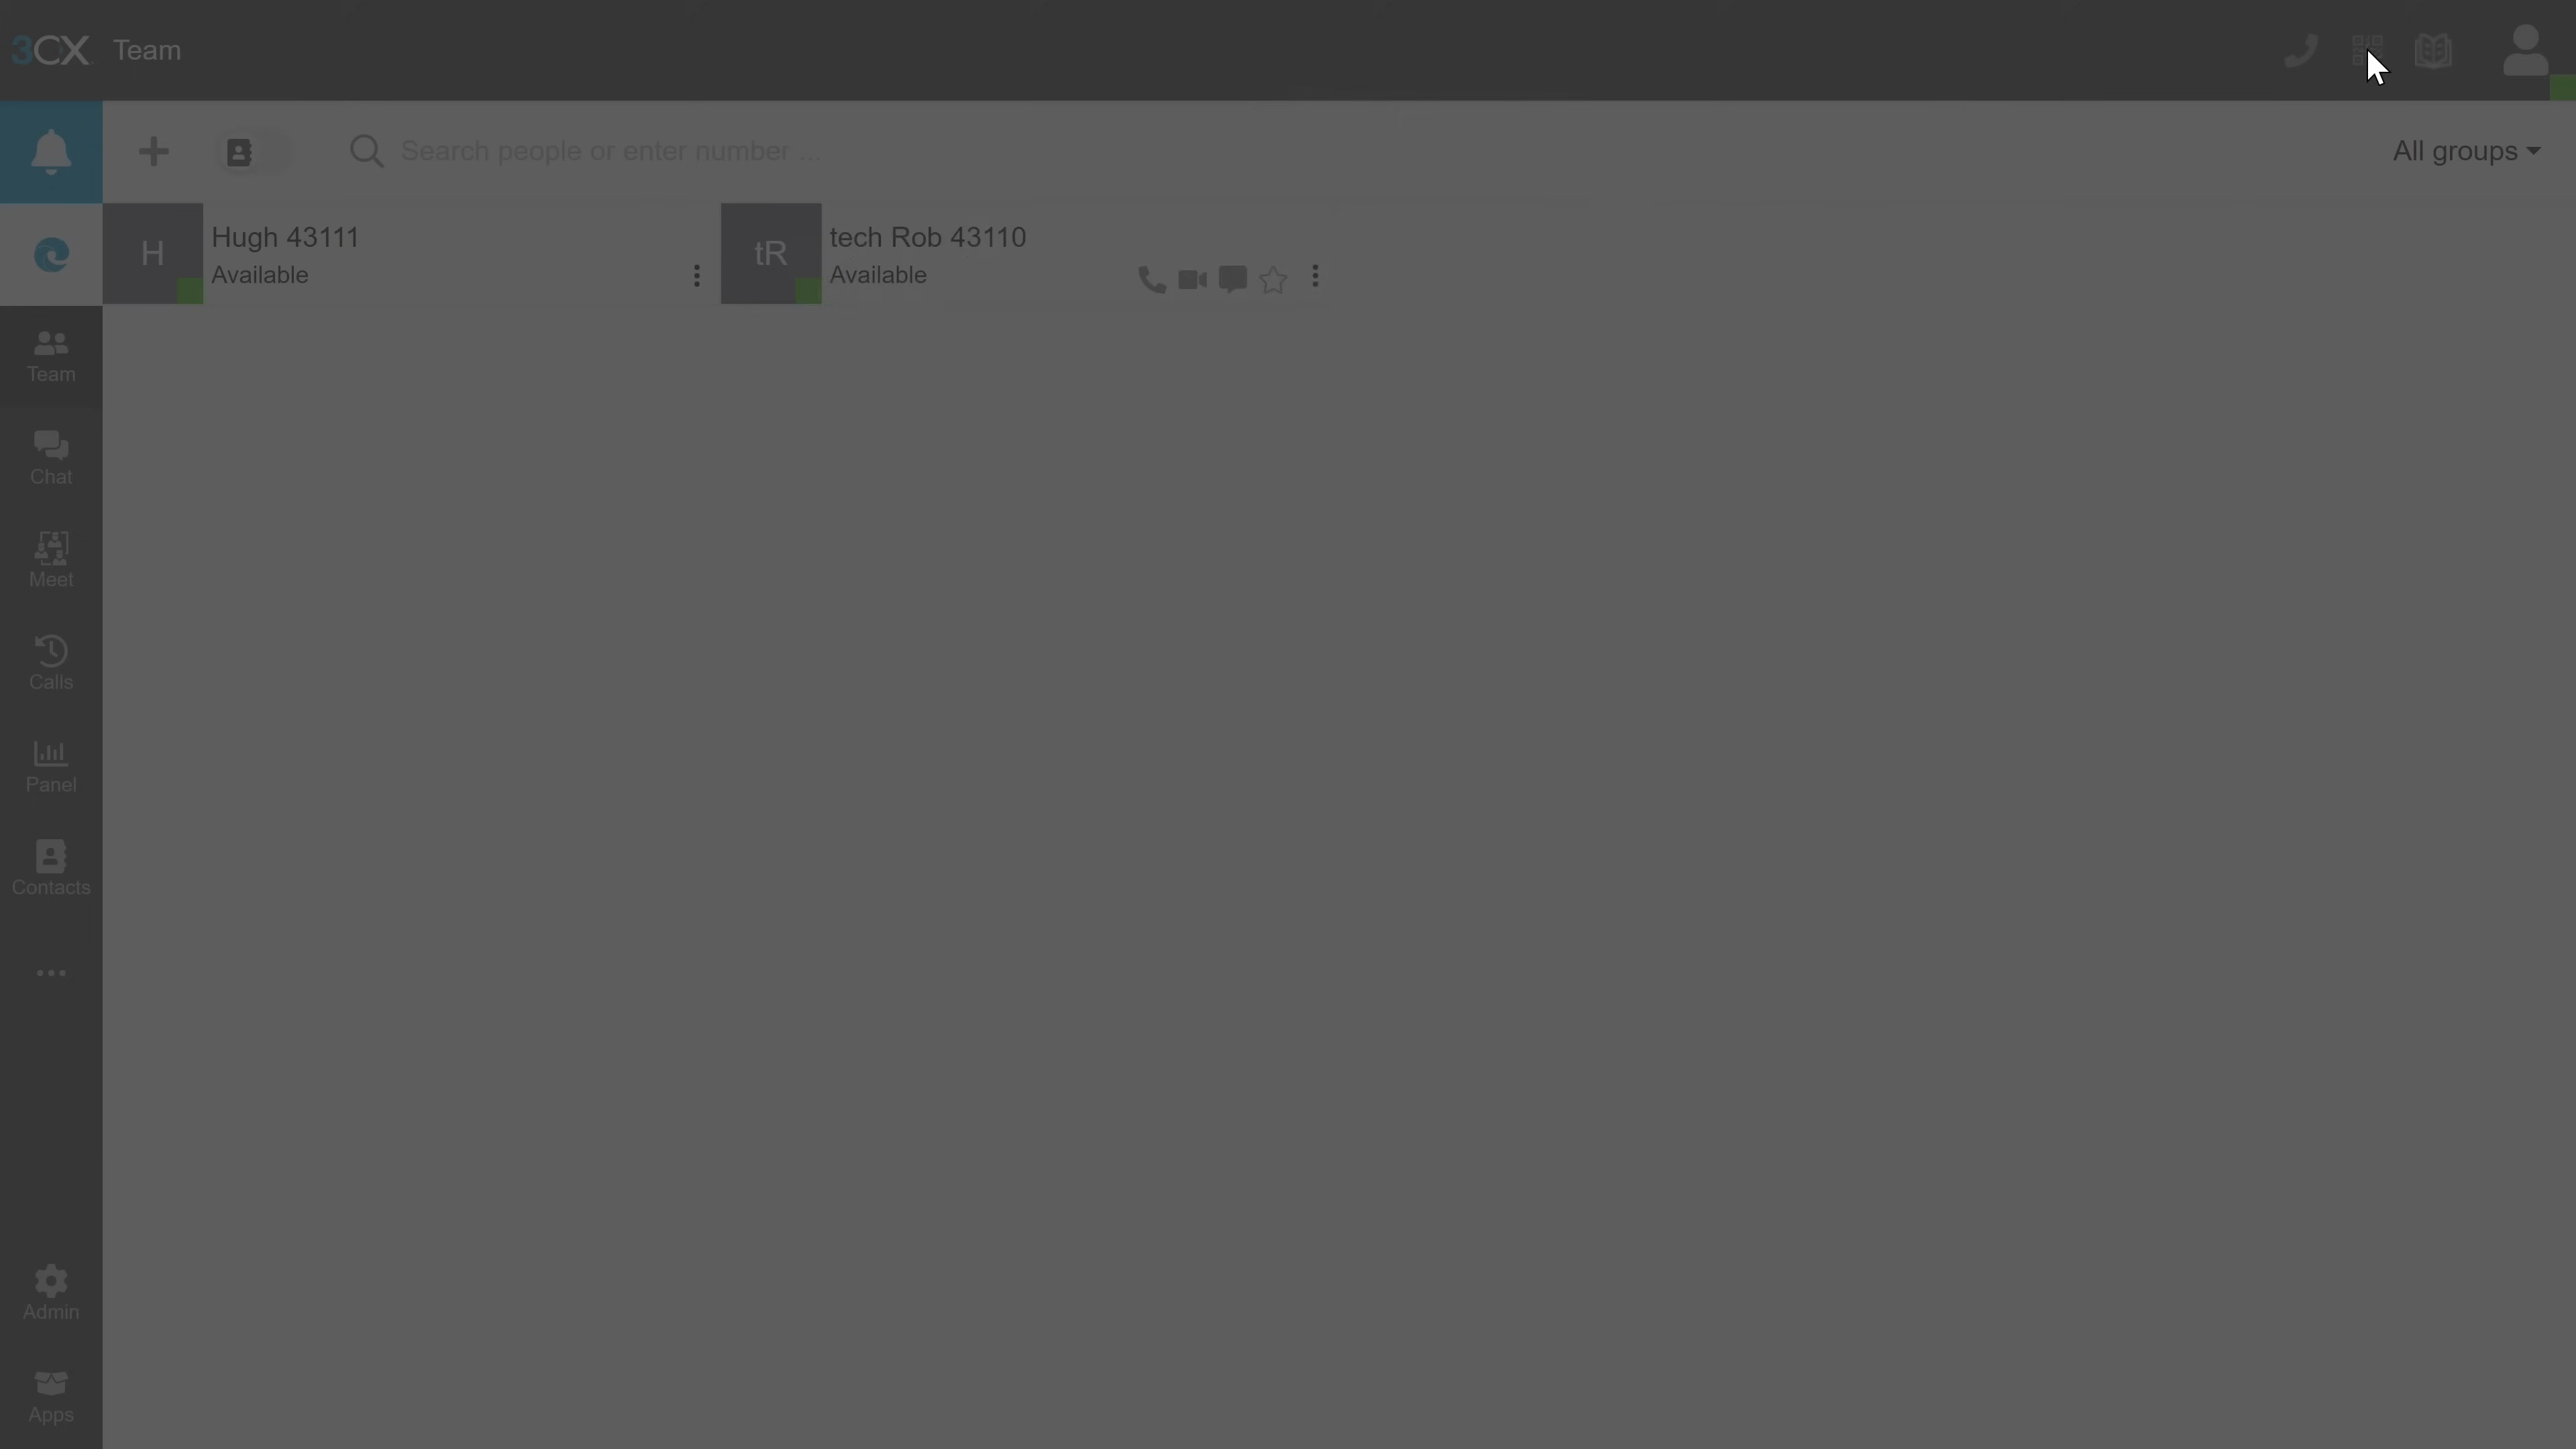 3CX Team
Search people or enter number ...
All groups
H
Hugh 43111
Available
tR
tech Rob 43110
Available
Team
Chat
Meet
Calls
Panel
Contacts
Admin
Apps